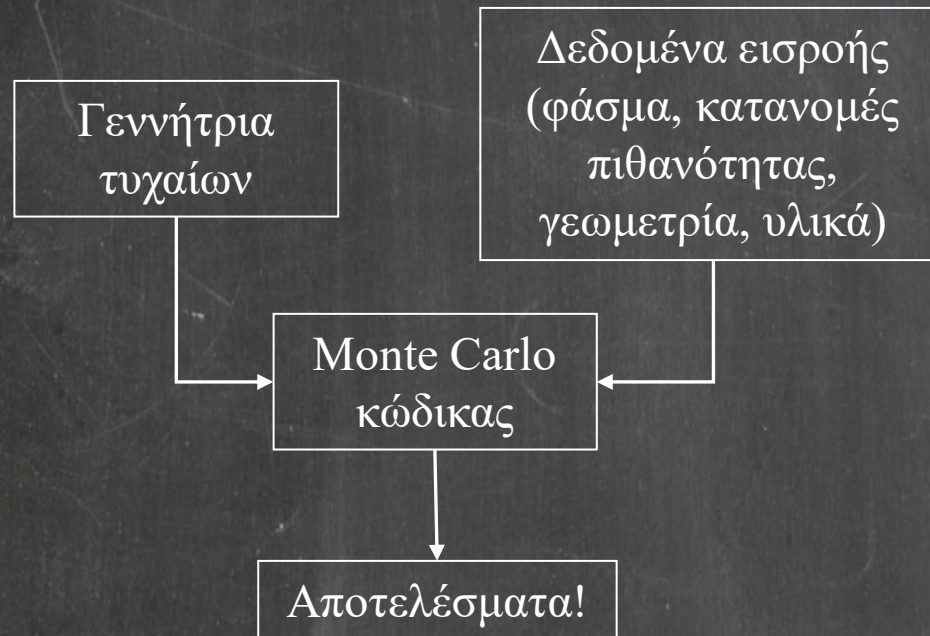 Γεννήτρια
τυχαίων
Δεδομένα εισροής
(φάσμα, κατανομές
πιθανότητας,
γεωμετρία, υλικά)
Monte Carlo
κώδικας
Αποτελέσματα!